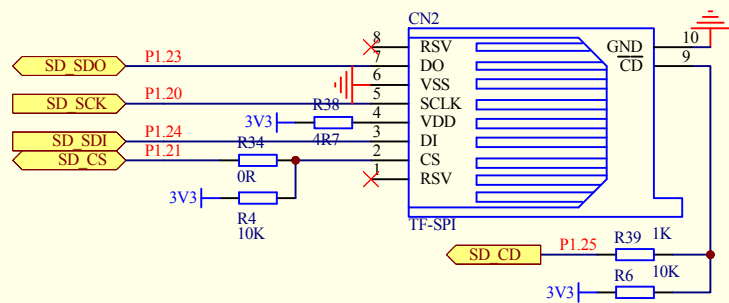 CN2
8 RSV GND 10
SD_SDO P1.23 7 DO CD 9
6 VSS
SD_SCK P1.20 5 SCLK
3V3 R38 4R7 4 VDD
SD_SDI P1.24 3 DI
SD_CS P1.21 R34 0R 2 CS
1 RSV
3V3 R4 10K
TF-SPI
SD_CD P1.25 R39 1K
3V3 R6 10K